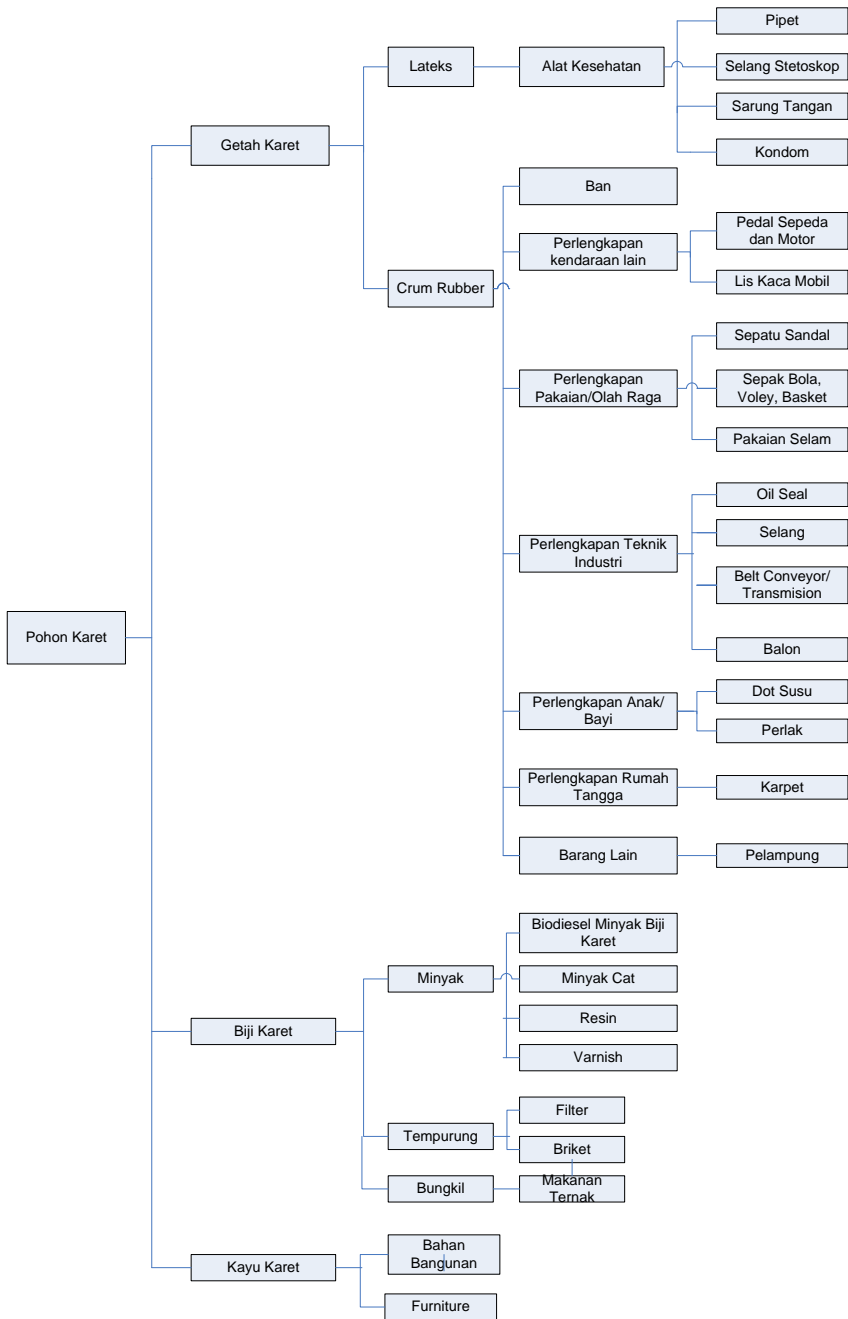 Pipet
Lateks
Alat Kesehatan
Selang Stetoskop
Sarung Tangan
Getah Karet
Kondom
Ban
Pedal Sepeda
dan Motor
Perlengkapan
kendaraan lain
Crum Rubber
Lis Kaca Mobil
Sepatu Sandal
Perlengkapan
Pakaian/Olah Raga
Sepak Bola,
Voley, Basket
Pakaian Selam
Oil Seal
Selang
Perlengkapan Teknik
Industri
Belt Conveyor/
Transmision
Pohon Karet
Balon
Dot Susu
Perlengkapan Anak/
Bayi
Perlak
Perlengkapan Rumah
Tangga
Karpet
Barang Lain
Pelampung
Biodiesel Minyak Biji
Karet
Minyak
Minyak Cat
Resin
Biji Karet
Varnish
Filter
Tempurung
Briket
Bungkil
Makanan
Ternak
Bahan
Bangunan
Kayu Karet
Furniture